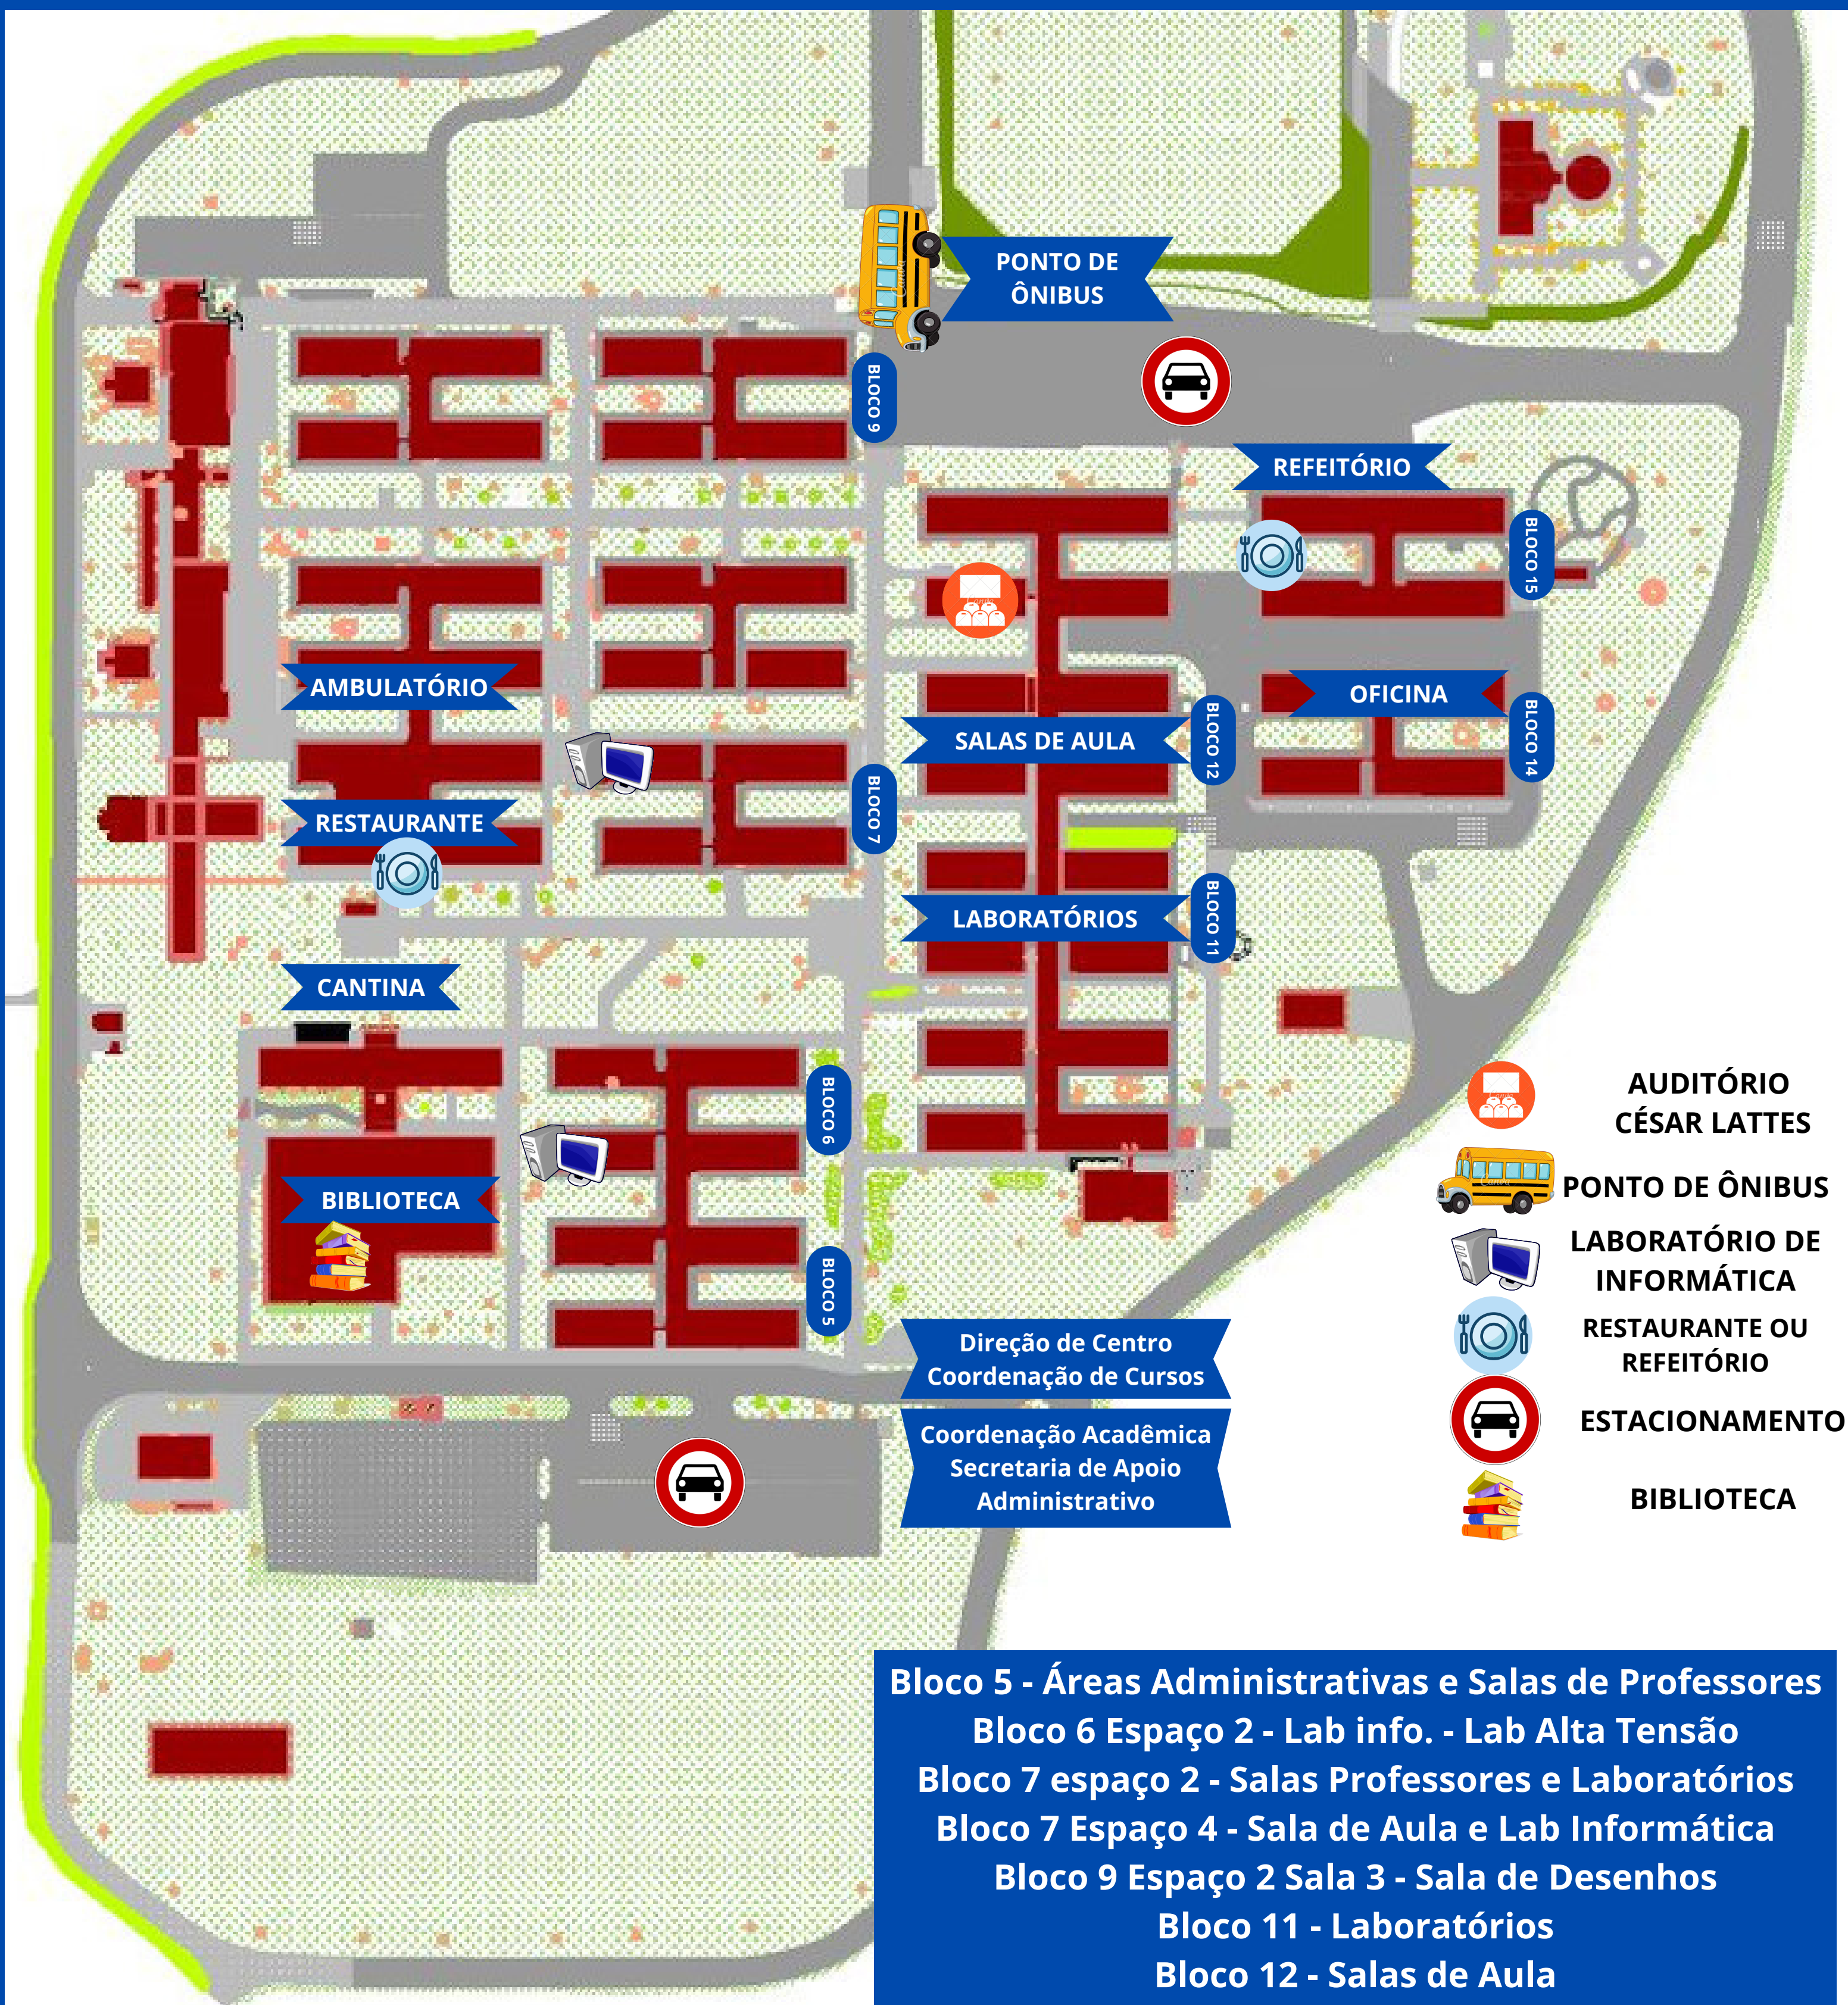 PONTO DE
ÔNIBUS
BLOCO 9
REFEITÓRIO
BLOCO 15
AMBULATÓRIO
OFICINA
SALAS DE AULA
BLOCO 12
BLOCO 14
RESTAURANTE
BLOCO 7
LABORATÓRIOS
BLOCO 11
CANTINA
BLOCO 6
BIBLIOTECA
BLOCO 5
Direção de Centro
Coordenação de Cursos
Coordenação Acadêmica
Secretaria de Apoio
Administrativo
AUDITÓRIO
CÉSAR LATTES
PONTO DE ÔNIBUS
LABORATÓRIO DE
INFORMÁTICA
RESTAURANTE OU
REFEITÓRIO
ESTACIONAMENTO
BIBLIOTECA
Bloco 5 - Áreas Administrativas e Salas de Professores
Bloco 6 Espaço 2 - Lab info. - Lab Alta Tensão
Bloco 7 espaço 2 - Salas Professores e Laboratórios
Bloco 7 Espaço 4 - Sala de Aula e Lab Informática
Bloco 9 Espaço 2 Sala 3 - Sala de Desenhos
Bloco 11 - Laboratórios
Bloco 12 - Salas de Aula